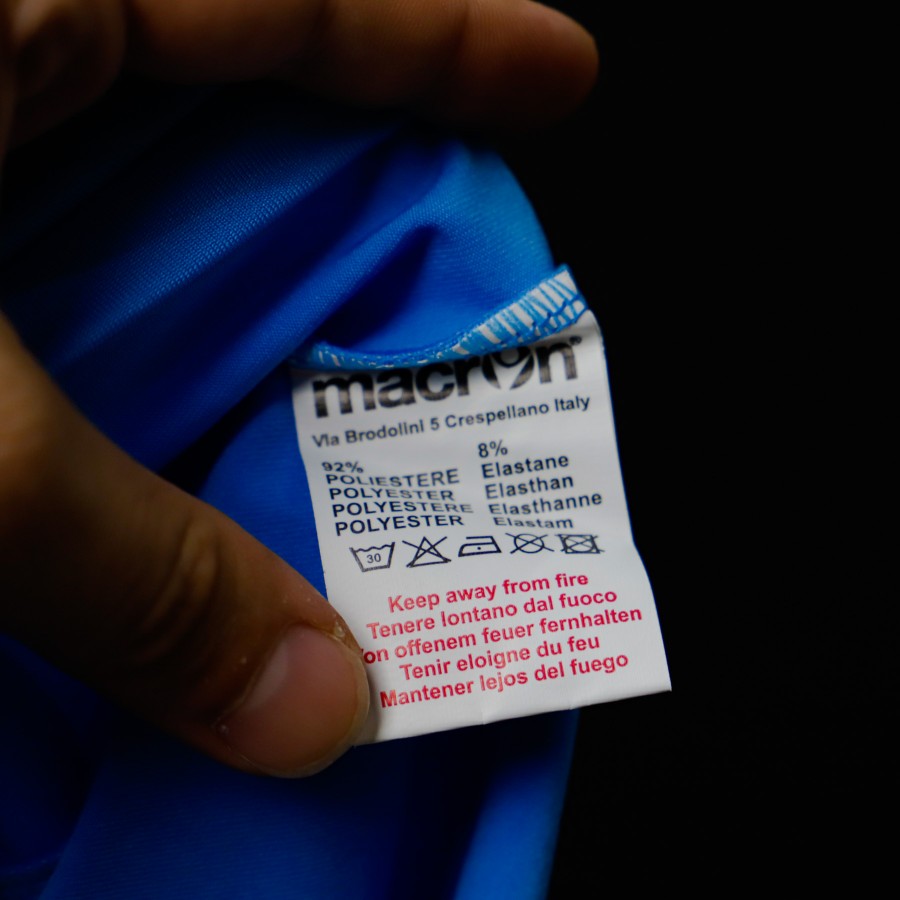 macron
Via Brodolini 5 Crespellano Italy
92%
POLIESTERE
POLYESTER
POLYESTERE
POLYESTER
8%
Elastane
Elasthan
Elasthanne
Elastam
30
Keep away from fire
Tenere lontano dal fuoco
on offenem feuer fernhalten
Tenir eloigne du feu
Mantener lejos del fuego